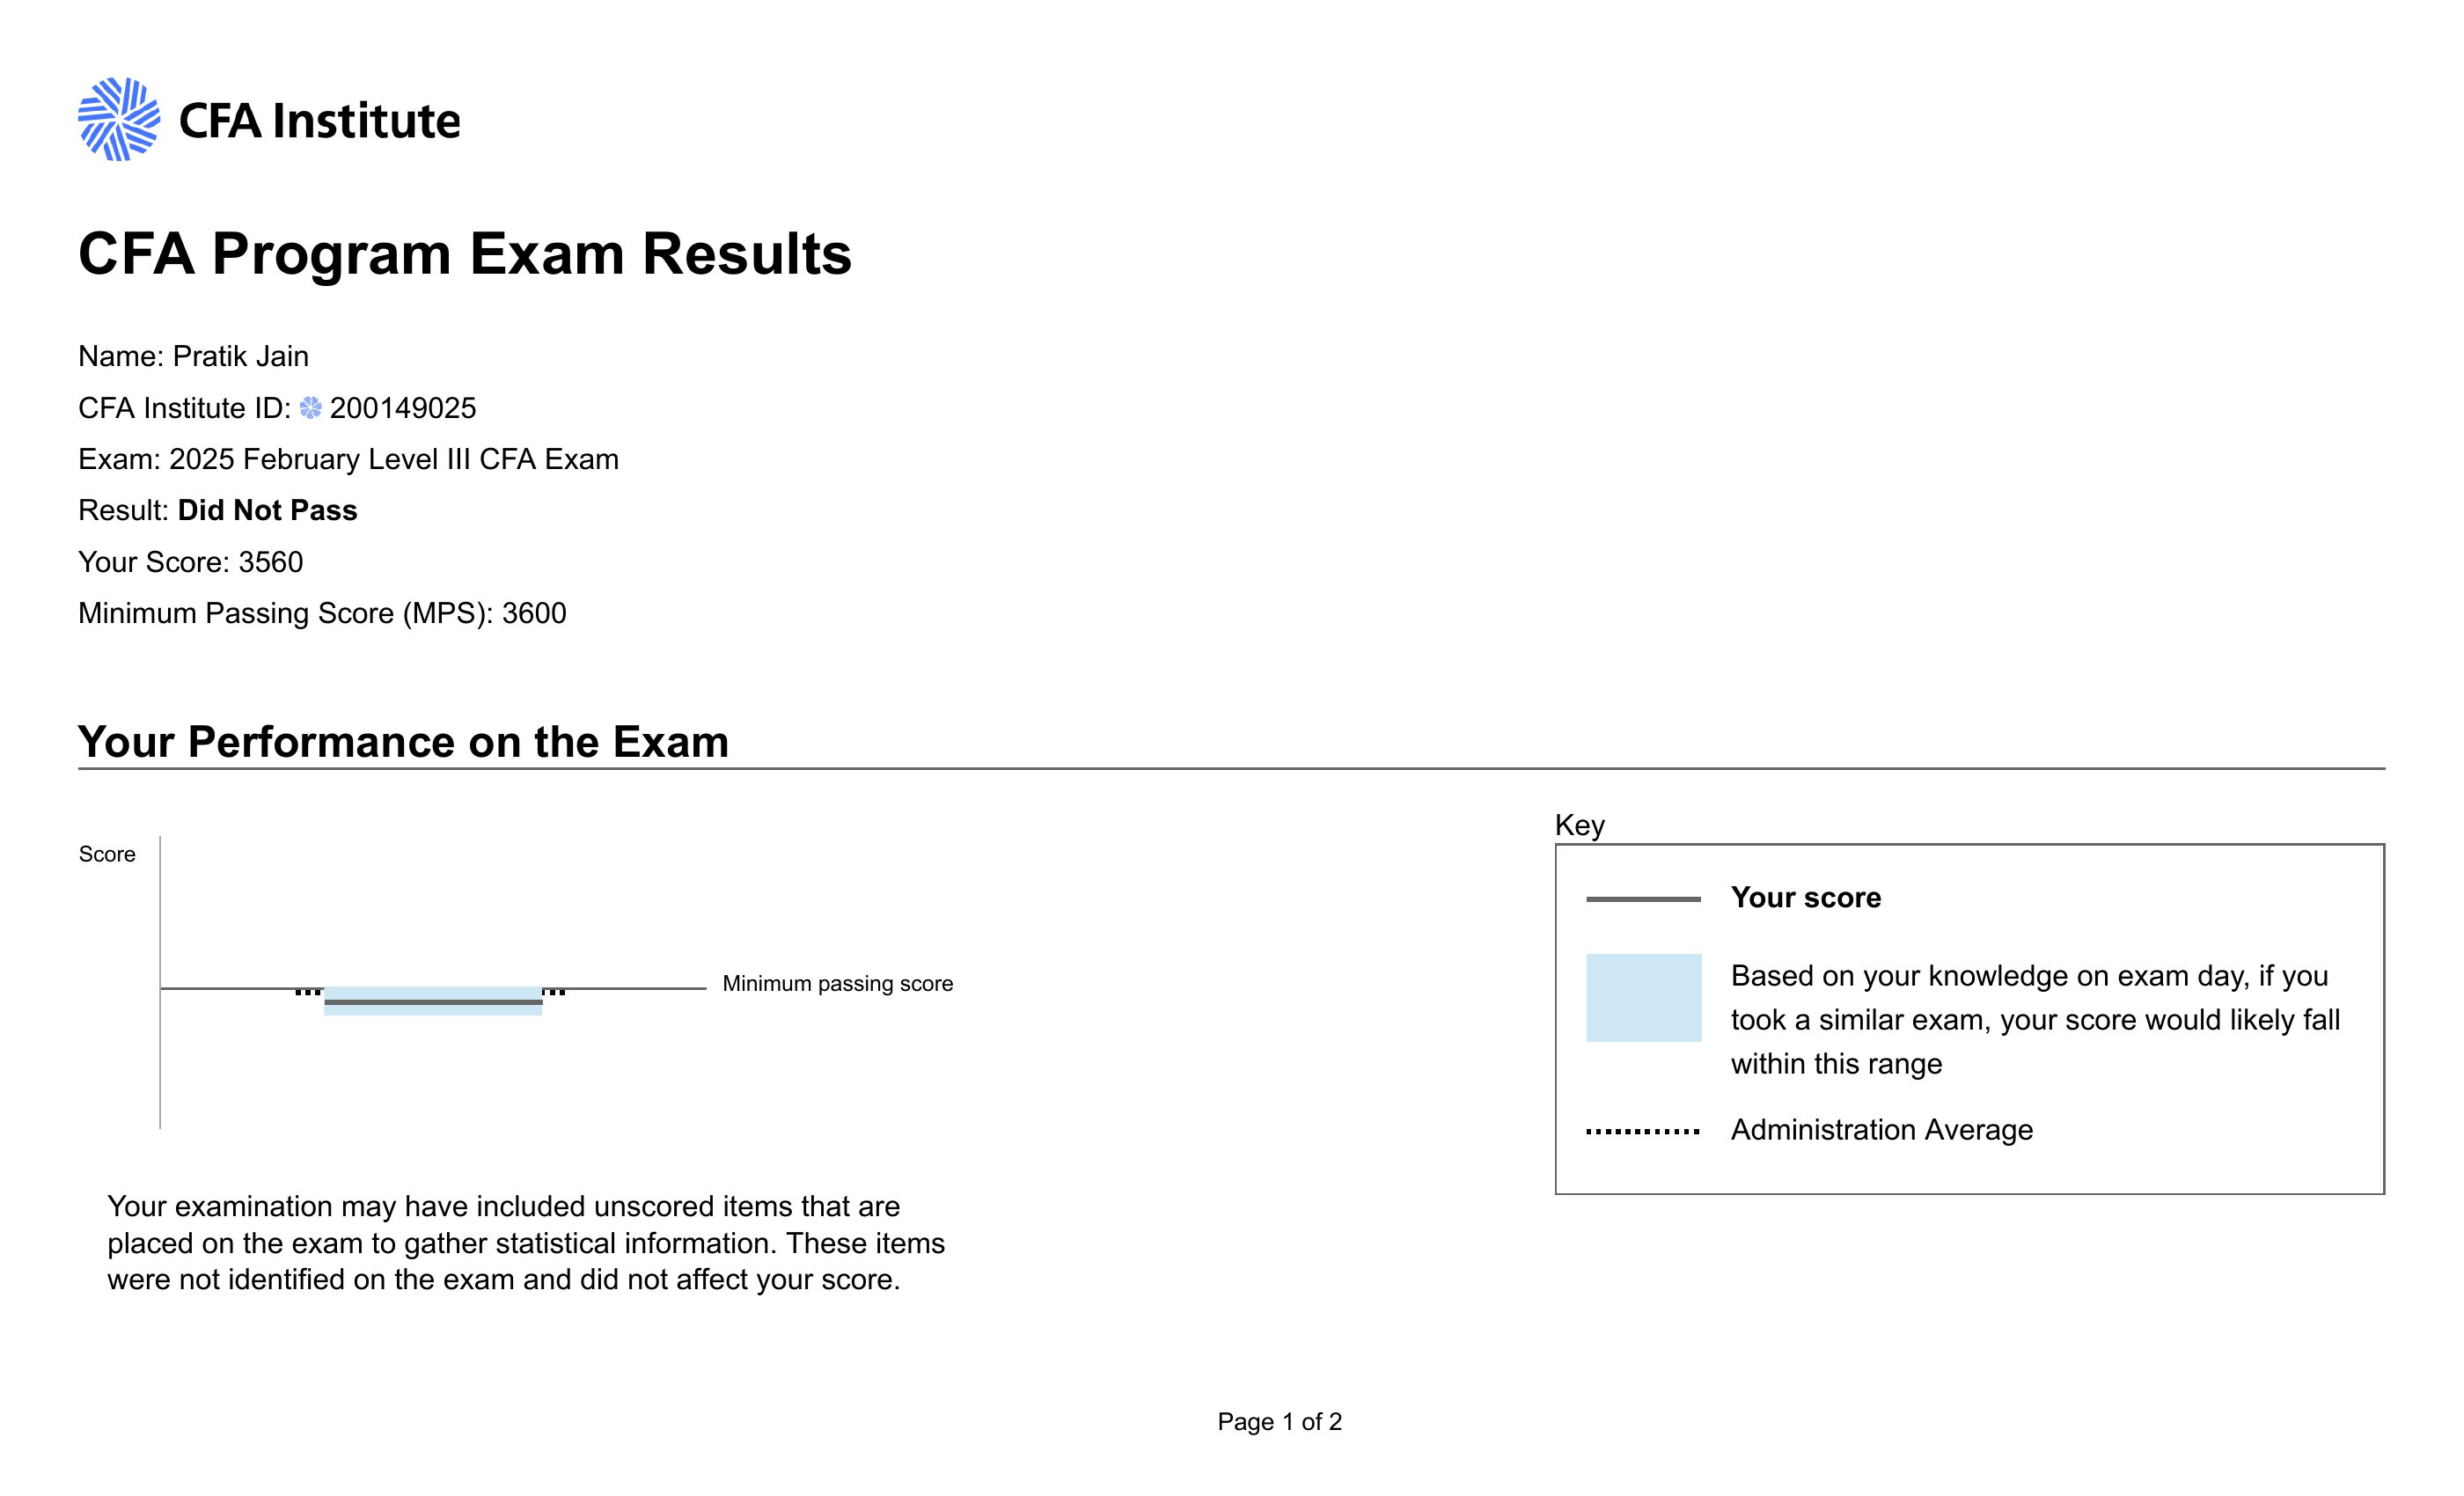 CFA Institute
CFA Program Exam Results
Name: Pratik Jain
CFA Institute ID: 200149025
Exam: 2025 February Level III CFA Exam
Result: Did Not Pass
Your Score: 3560
Minimum Passing Score (MPS): 3600
Your Performance on the Exam
Score
Minimum passing score
Key
Your score
Based on your knowledge on exam day, if you
took a similar exam, your score would likely fall
within this range
Administration Average
Your examination may have included unscored items that are
placed on the exam to gather statistical information. These items
were not identified on the exam and did not affect your score.
Page 1 of 2